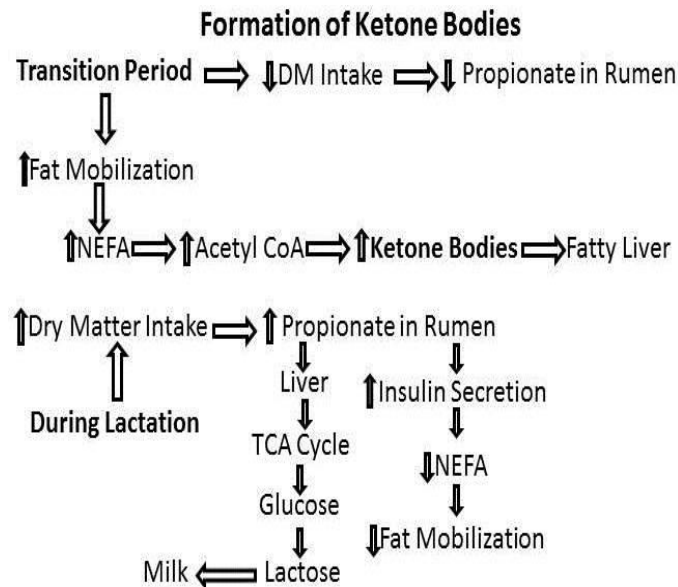 Formation of Ketone Bodies
Transition Period DM Intake Propionate in Rumen
Fat Mobilization
NEFA Acetyl CoA Ketone Bodies Fatty Liver
Dry Matter Intake Propionate in Rumen
Liver Insulin Secretion
During Lactation
TCA Cycle
NEFA
Glucose
Fat Mobilization
Milk Lactose